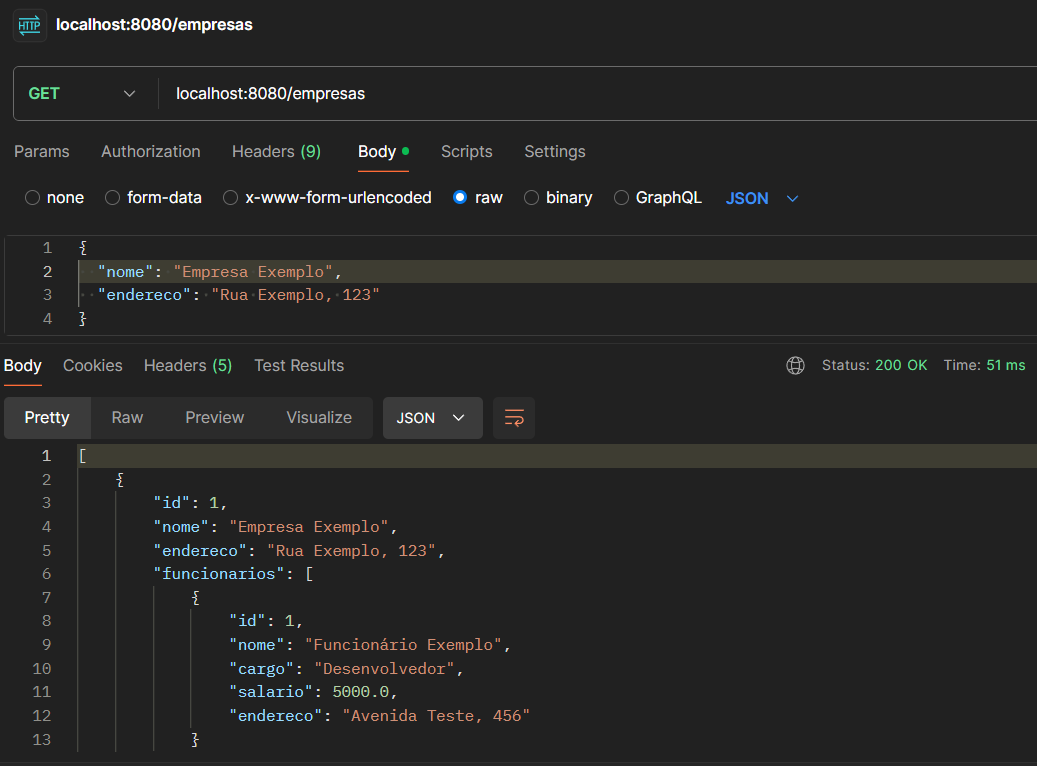 HTTP localhost:8080/empresas
GET localhost:8080/empresas
Params Authorization Headers (9) Body Scripts Settings
none form-data x-www-form-urlencoded raw binary GraphQL JSON
1 {
2 "nome": "Empresa Exemplo",
3 "endereco": "Rua Exemplo, 123"
4 }
Body Cookies Headers (5) Test Results Status: 200 OK Time: 51 ms
Pretty Raw Preview Visualize JSON
1 [
2 {
3 "id": 1,
4 "nome": "Empresa Exemplo",
5 "endereco": "Rua Exemplo, 123",
6 "funcionarios": [
7 {
8 "id": 1,
9 "nome": "Funcionário Exemplo",
10 "cargo": "Desenvolvedor",
11 "salario": 5000.0,
12 "endereco": "Avenida Teste, 456"
13 }